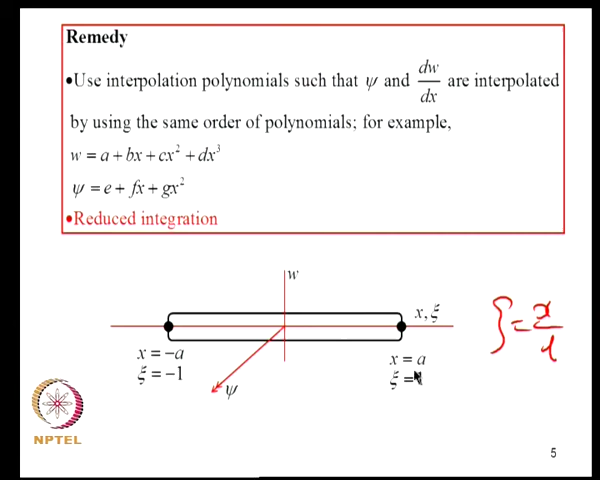 Remedy
•Use interpolation polynomials such that ψ and dw/dx are interpolated
by using the same order of polynomials; for example,
w = a + bx + cx² + dx³
ψ = e + fx + gx²
•Reduced integration
w
x, ξ
x = −a
ξ = −1
x = a
ξ =
ψ
NPTEL
5